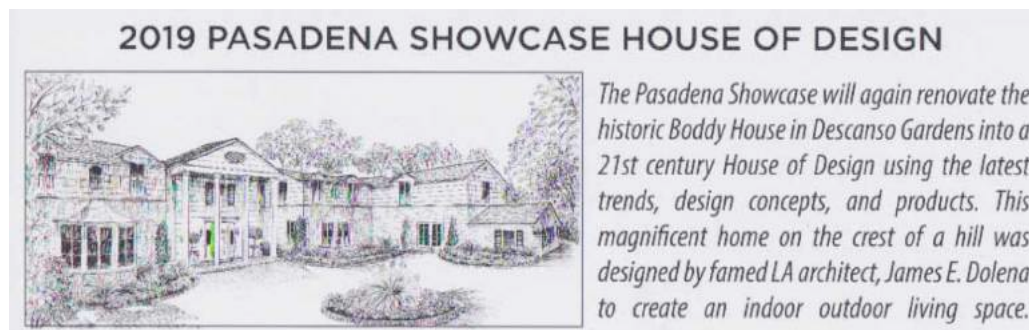 2019 PASADENA SHOWCASE HOUSE OF DESIGN
The Pasadena Showcase will again renovate the
historic Boddy House in Descanso Gardens into a
21st century House of Design using the latest
trends, design concepts, and products. This
magnificent home on the crest of a hill was
designed by famed LA architect, James E. Dolena
to create an indoor outdoor living space.